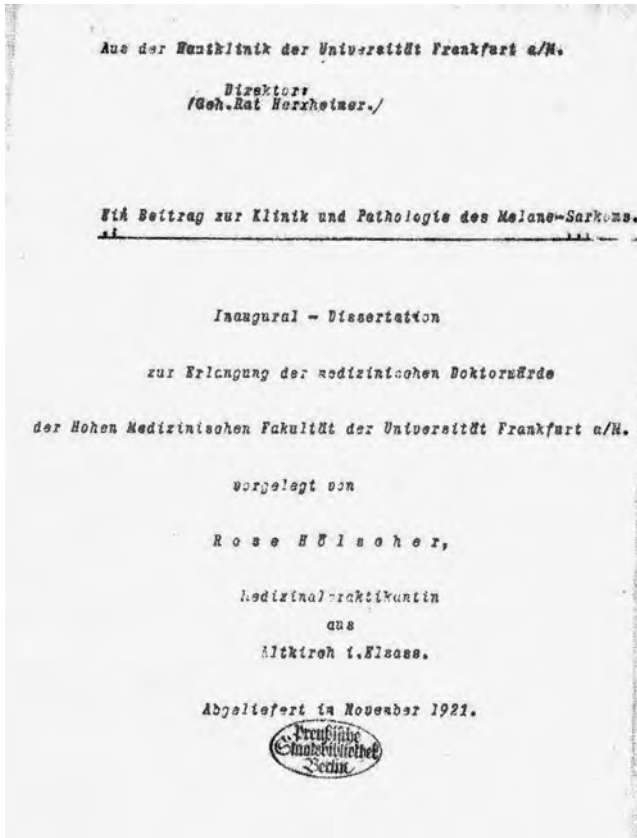 Aus der Hautklinik der Universität Frankfurt a/M.
Direktor:
/Geh.Rat Herxheimer./
Ein Beitrag zur Klinik und Pathologie des Melano-Sarkoms.
Inaugural - Dissertation
zur Erlangung der medizinischen Doktorwürde
der Hohen Medizinischen Fakultät der Universität Frankfurt a/M.
vorgelegt von
Rose Hölscher,
Medizinalpraktikantin
aus
Altkirch i.Elsass.
Abgeliefert im November 1921.
Preußische
Staatsbibliothek
Berlin